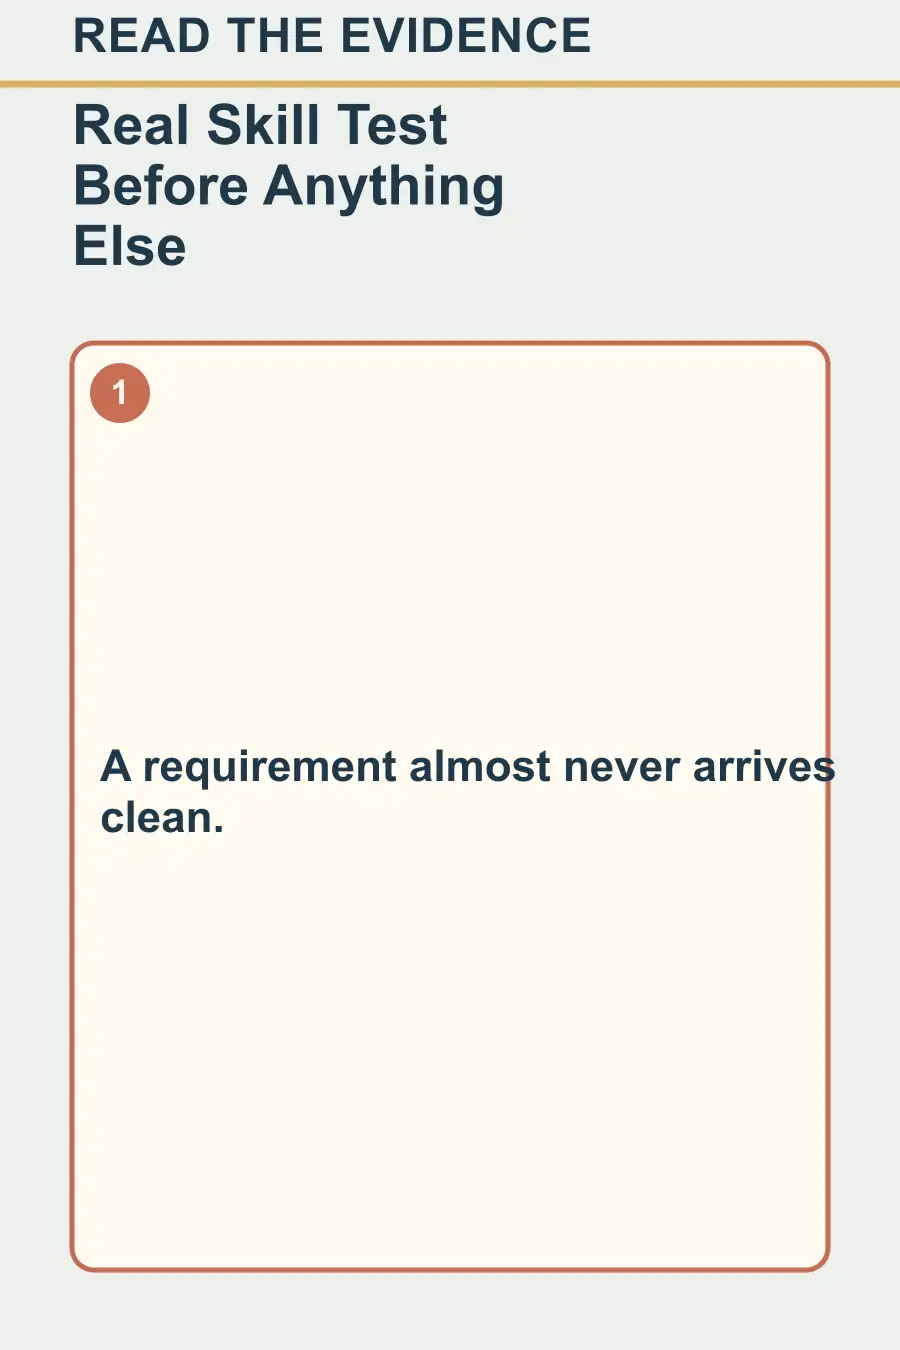 READ THE EVIDENCE
Real Skill Test
Before Anything
Else
1
A requirement almost never arrives
clean.